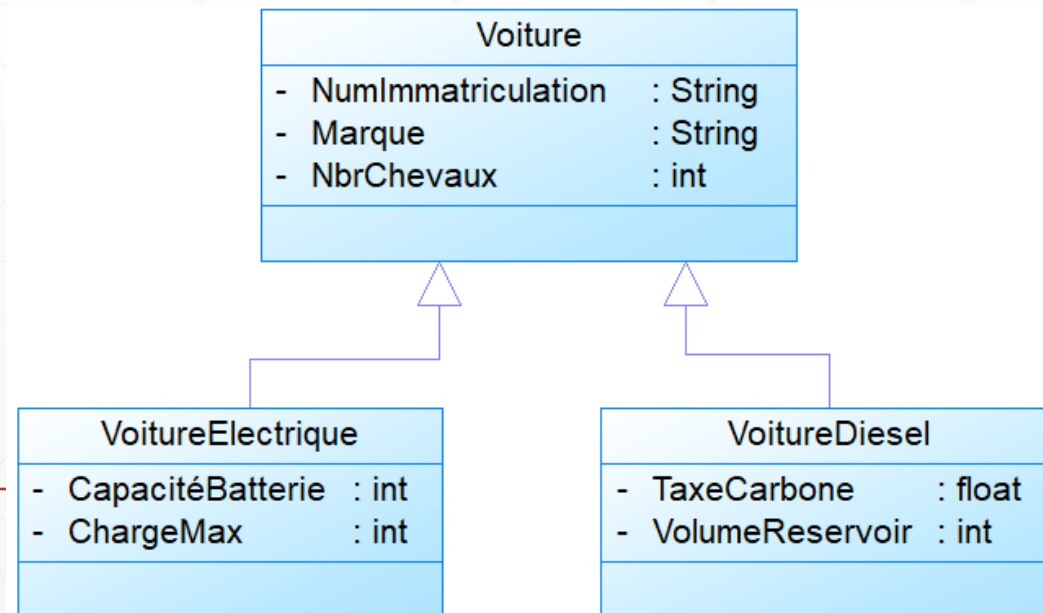 Voiture
- NumImmatriculation : String
- Marque : String
- NbrChevaux : int
VoitureElectrique
- CapacitéBatterie : int
- ChargeMax : int
VoitureDiesel
- TaxeCarbone : float
- VolumeReservoir : int